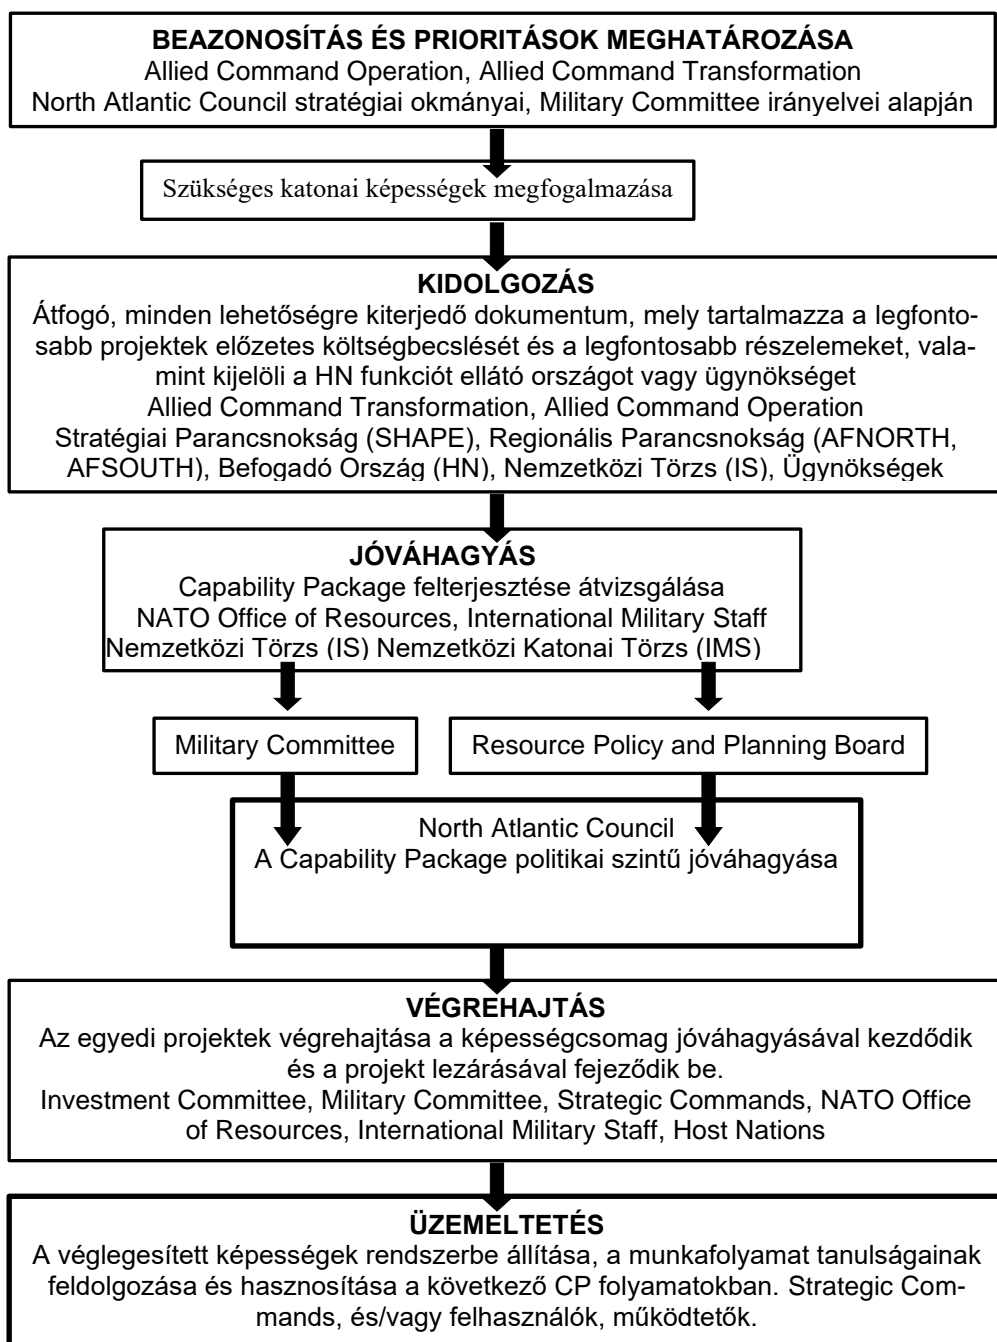 BEAZONOSÍTÁS ÉS PRIORITÁSOK MEGHATÁROZÁSA
Allied Command Operation, Allied Command Transformation
North Atlantic Council stratégiai okmányai, Military Committee irányelvei alapján
Szükséges katonai képességek megfogalmazása
KIDOLGOZÁS
Átfogó, minden lehetőségre kiterjedő dokumentum, mely tartalmazza a legfonto-
sabb projektek előzetes költségbecslését és a legfontosabb részelemeket, vala-
mint kijelöli a HN funkciót ellátó országot vagy ügynökséget
Allied Command Transformation, Allied Command Operation
Stratégiai Parancsnokság (SHAPE), Regionális Parancsnokság (AFNORTH,
AFSOUTH), Befogadó Ország (HN), Nemzetközi Törzs (IS), Ügynökségek
JÓVÁHAGYÁS
Capability Package felterjesztése átvizsgálása
NATO Office of Resources, International Military Staff
Nemzetközi Törzs (IS) Nemzetközi Katonai Törzs (IMS)
Military Committee
Resource Policy and Planning Board
North Atlantic Council
A Capability Package politikai szintű jóváhagyása
VÉGREHAJTÁS
Az egyedi projektek végrehajtása a képességcsomag jóváhagyásával kezdődik
és a projekt lezárásával fejeződik be.
Investment Committee, Military Committee, Strategic Commands, NATO Office
of Resources, International Military Staff, Host Nations
ÜZEMELTETÉS
A véglegesített képességek rendszerbe állítása, a munkafolyamat tanulságainak
feldolgozása és hasznosítása a következő CP folyamatokban. Strategic Com-
mands, és/vagy felhasználók, működtetők.